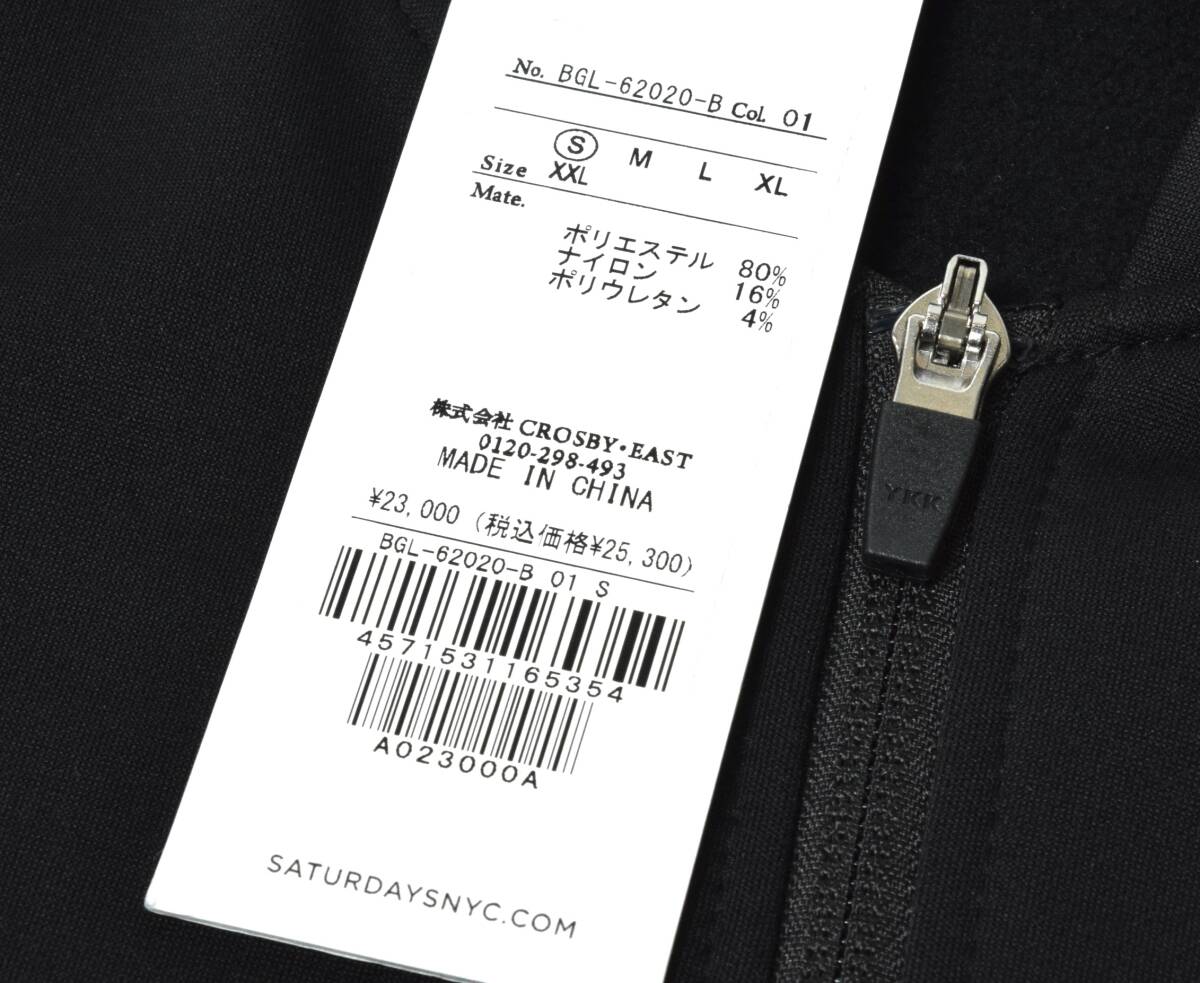 No. BGL-62020-B Col. 01
S M L XL
Size XXL
Mate.
ポリエステル 80%
ナイロン 16%
ポリウレタン 4%
株式会社 CROSBY・EAST
0120-298-493
MADE IN CHINA
¥23,000 (税込価格¥25,300)
BGL-62020-B 01 S
4571531165354
A023000A
SATURDAYSNYC.COM
YKK